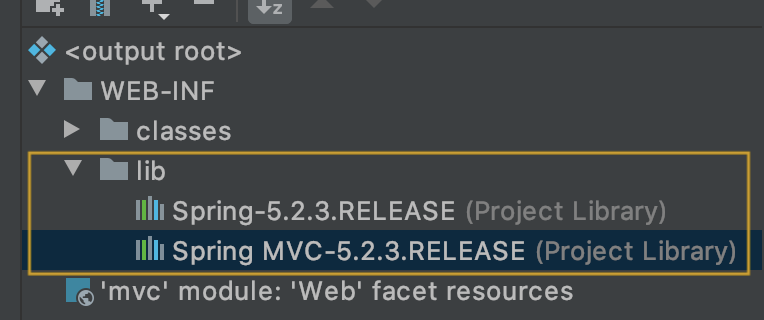 <output root>
WEB-INF
classes
lib
Spring-5.2.3.RELEASE (Project Library)
Spring MVC-5.2.3.RELEASE (Project Library)
'mvc' module: 'Web' facet resources